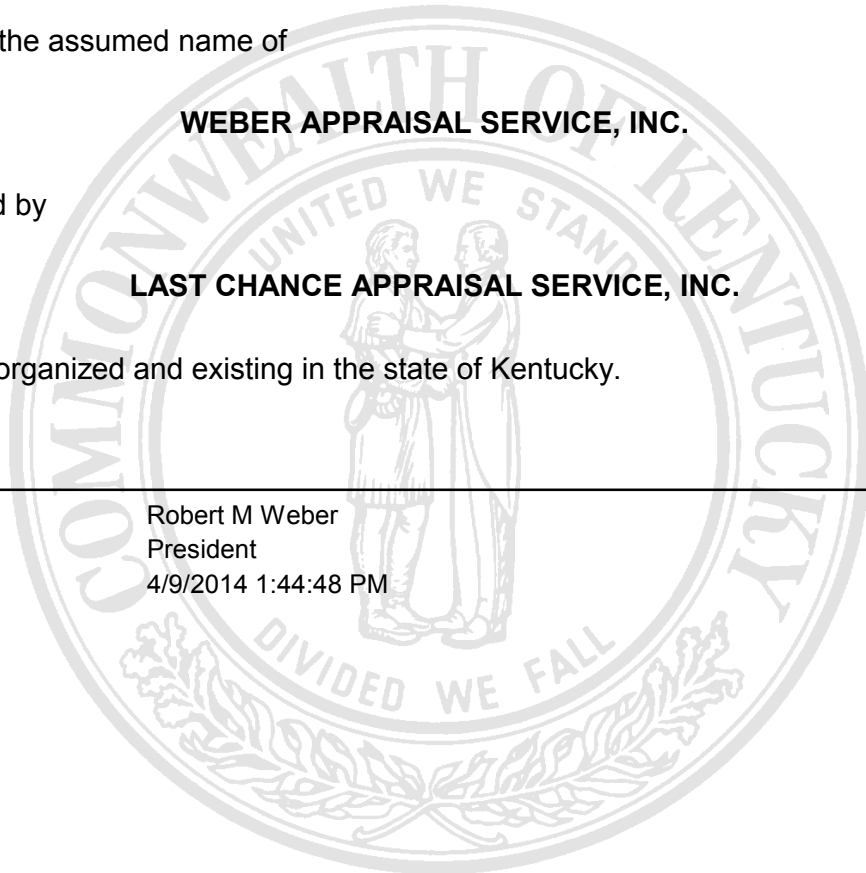 the assumed name of
WEBER APPRAISAL SERVICE, INC.
d by
LAST CHANCE APPRAISAL SERVICE, INC.
organized and existing in the state of Kentucky.
Robert M Weber
President
4/9/2014 1:44:48 PM
COMMONWEALTH OF KENTUCKY
UNITED WE STAND
DIVIDED WE FALL